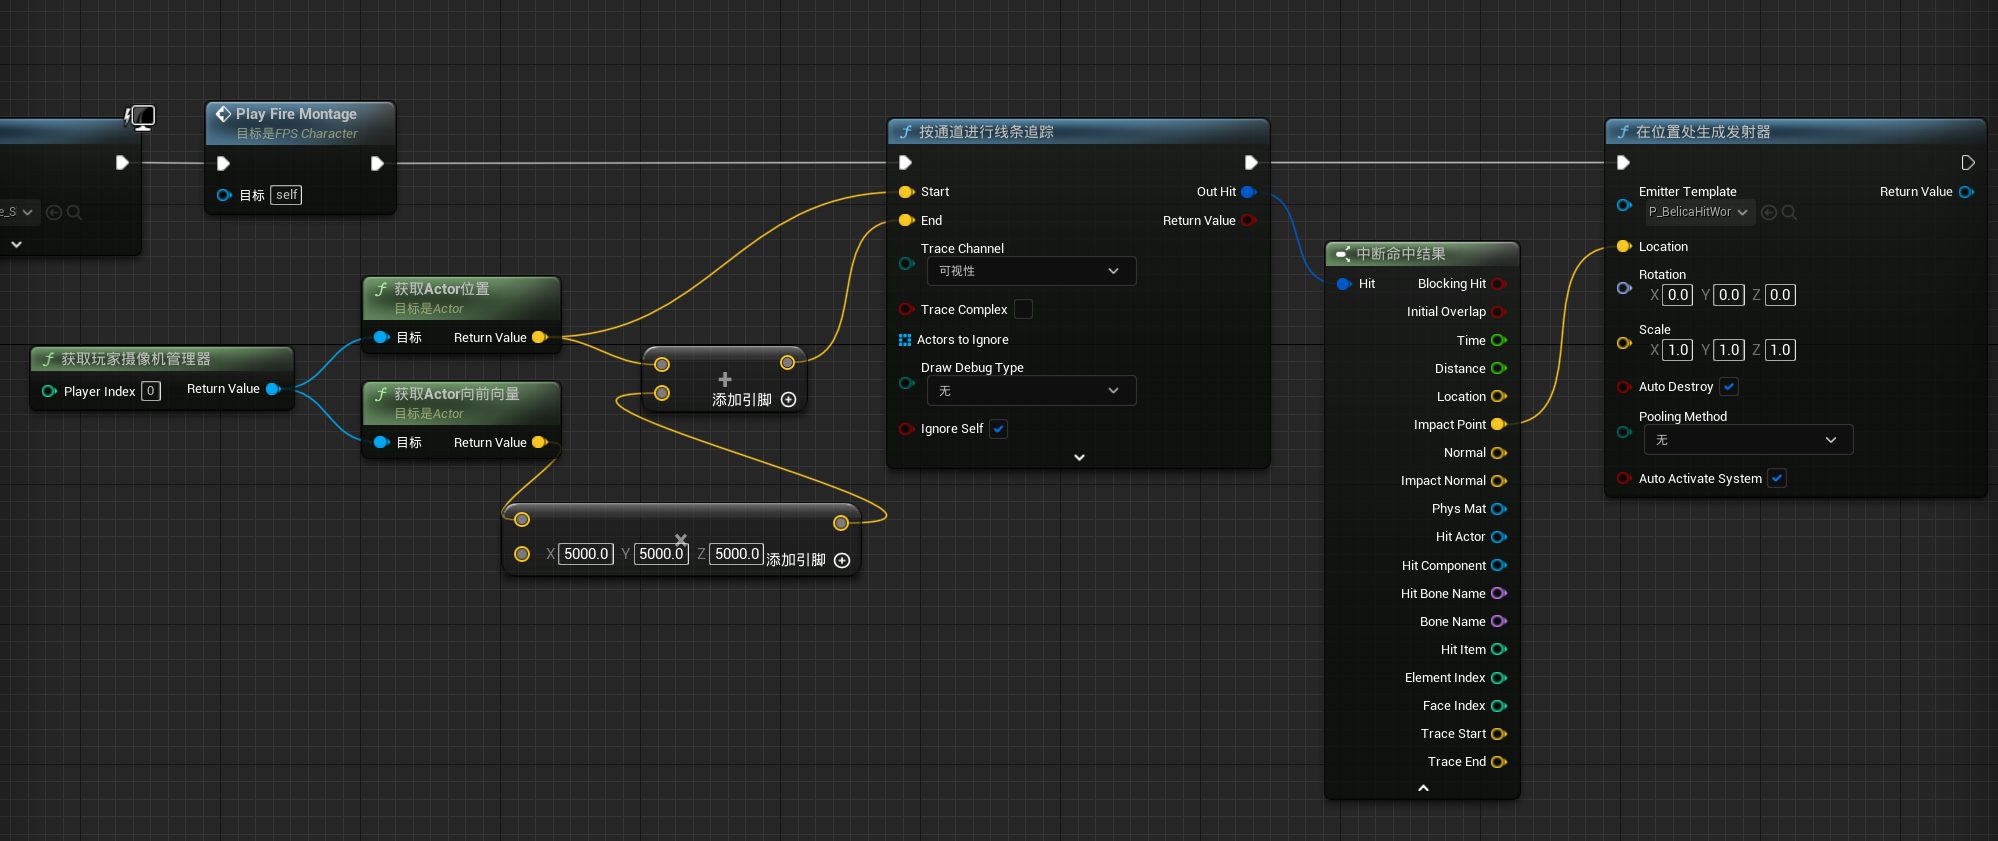 Play Fire Montage
目标是FPS Character
目标 self
获取玩家摄像机管理器
Player Index 0 Return Value
获取Actor位置
目标是Actor
目标 Return Value
获取Actor向前向量
目标是Actor
目标 Return Value
添加引脚
X 5000.0 Y 5000.0 Z 5000.0 添加引脚
按通道进行线条追踪
Start Out Hit
End Return Value
Trace Channel
可视性
Trace Complex
Actors to Ignore
Draw Debug Type
无
Ignore Self
中断命中结果
Hit Blocking Hit
Initial Overlap
Time
Distance
Location
Impact Point
Normal
Impact Normal
Phys Mat
Hit Actor
Hit Component
Hit Bone Name
Bone Name
Hit Item
Element Index
Face Index
Trace Start
Trace End
在位置处生成发射器
Emitter Template Return Value
P_BelicaHitWor
Location
Rotation
X 0.0 Y 0.0 Z 0.0
Scale
X 1.0 Y 1.0 Z 1.0
Auto Destroy
Pooling Method
无
Auto Activate System